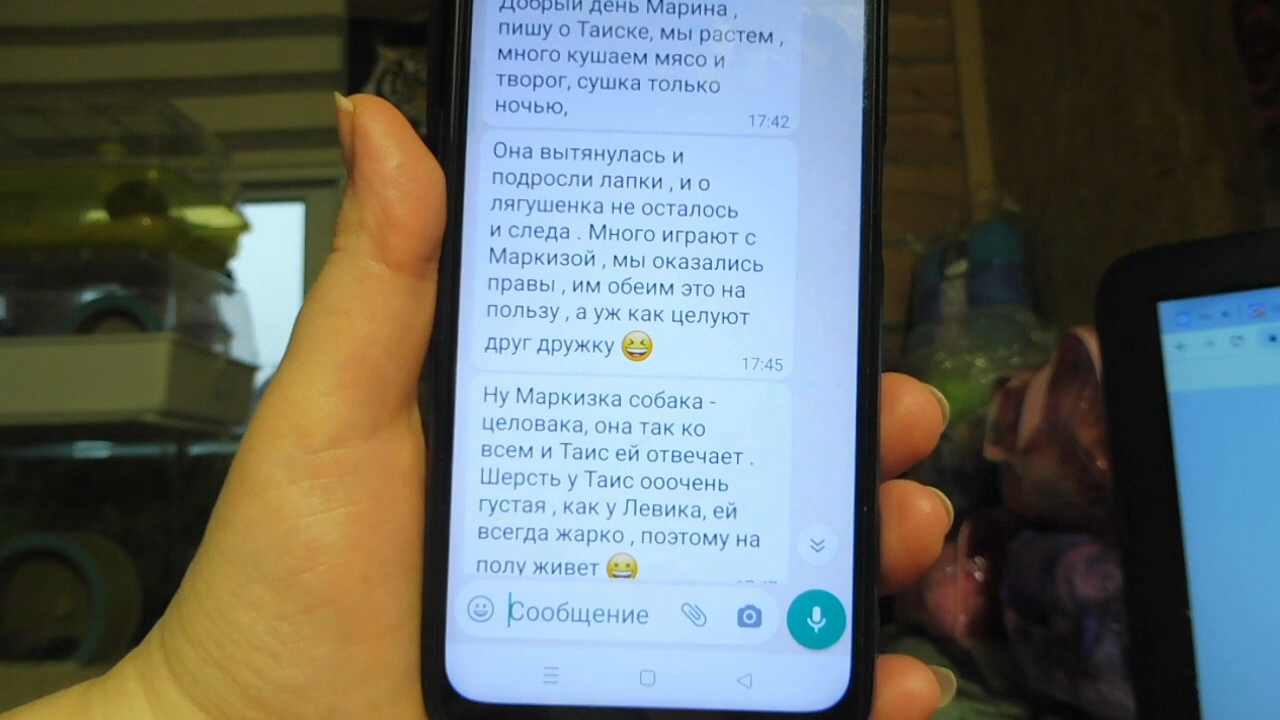 Добрый день Марина ,
пишу о Таиске, мы растем ,
много кушаем мясо и
творог, сушка только
ночью,
17:42
Она вытянулась и
подросли лапки , и о
лягушенка не осталось
и следа . Много играют с
Маркизой , мы оказались
правы , им обеим это на
пользу , а уж как целуют
друг дружку 😆
17:45
Ну Маркизка собака -
целовака, она так ко
всем и Таис ей отвечает .
Шерсть у Таис ооочень
густая , как у Левика, ей
всегда жарко , поэтому на
полу живет 😀
Сообщение